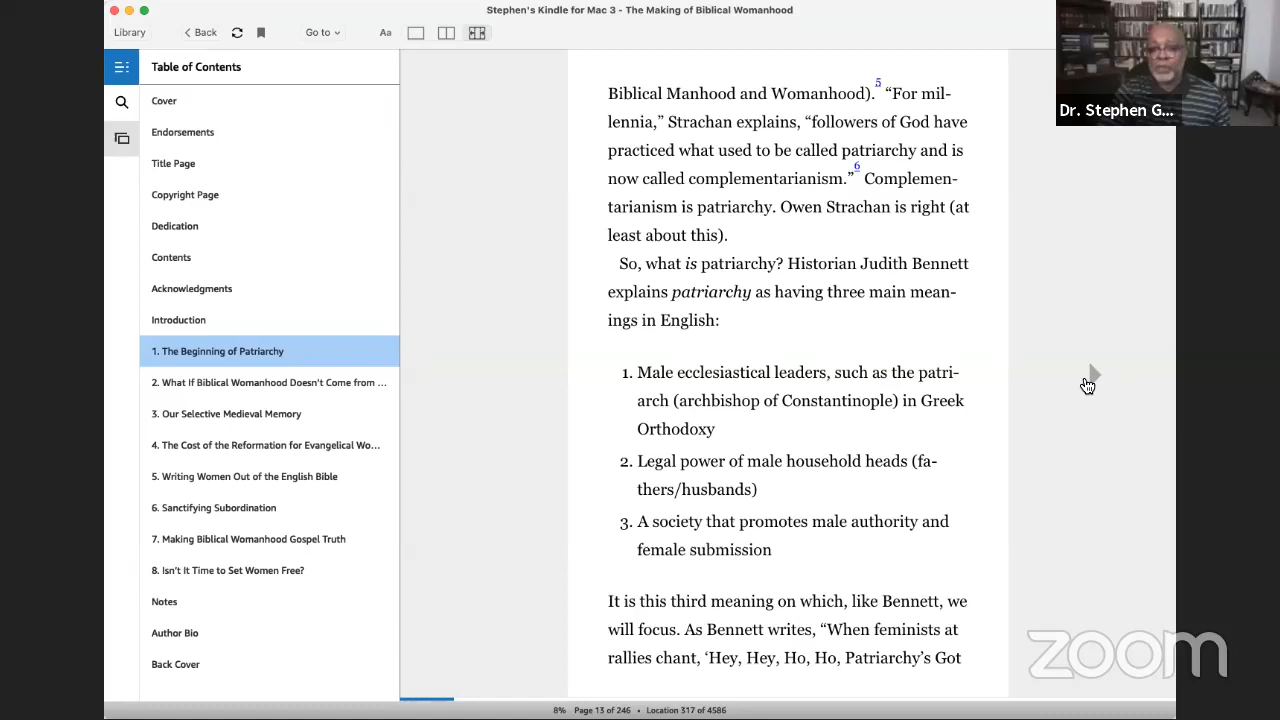 Stephen's Kindle for Mac 3 - The Making of Biblical Womanhood
Library
Back
Go to
Aa
Table of Contents
Cover
Endorsements
Title Page
Copyright Page
Dedication
Contents
Acknowledgments
Introduction
1. The Beginning of Patriarchy
2. What If Biblical Womanhood Doesn't Come from ...
3. Our Selective Medieval Memory
4. The Cost of the Reformation for Evangelical Wo...
5. Writing Women Out of the English Bible
6. Sanctifying Subordination
7. Making Biblical Womanhood Gospel Truth
8. Isn't It Time to Set Women Free?
Notes
Author Bio
Back Cover
Biblical Manhood and Womanhood).5 “For mil-
lennia,” Strachan explains, “followers of God have
practiced what used to be called patriarchy and is
now called complementarianism.”6 Complemen-
tarianism is patriarchy. Owen Strachan is right (at
least about this).
So, what is patriarchy? Historian Judith Bennett
explains patriarchy as having three main mean-
ings in English:
1. Male ecclesiastical leaders, such as the patri-
arch (archbishop of Constantinople) in Greek
Orthodoxy
2. Legal power of male household heads (fa-
thers/husbands)
3. A society that promotes male authority and
female submission
It is this third meaning on which, like Bennett, we
will focus. As Bennett writes, “When feminists at
rallies chant, ‘Hey, Hey, Ho, Ho, Patriarchy’s Got
8% Page 13 of 246 • Location 317 of 4586
Dr. Stephen G...
zoom